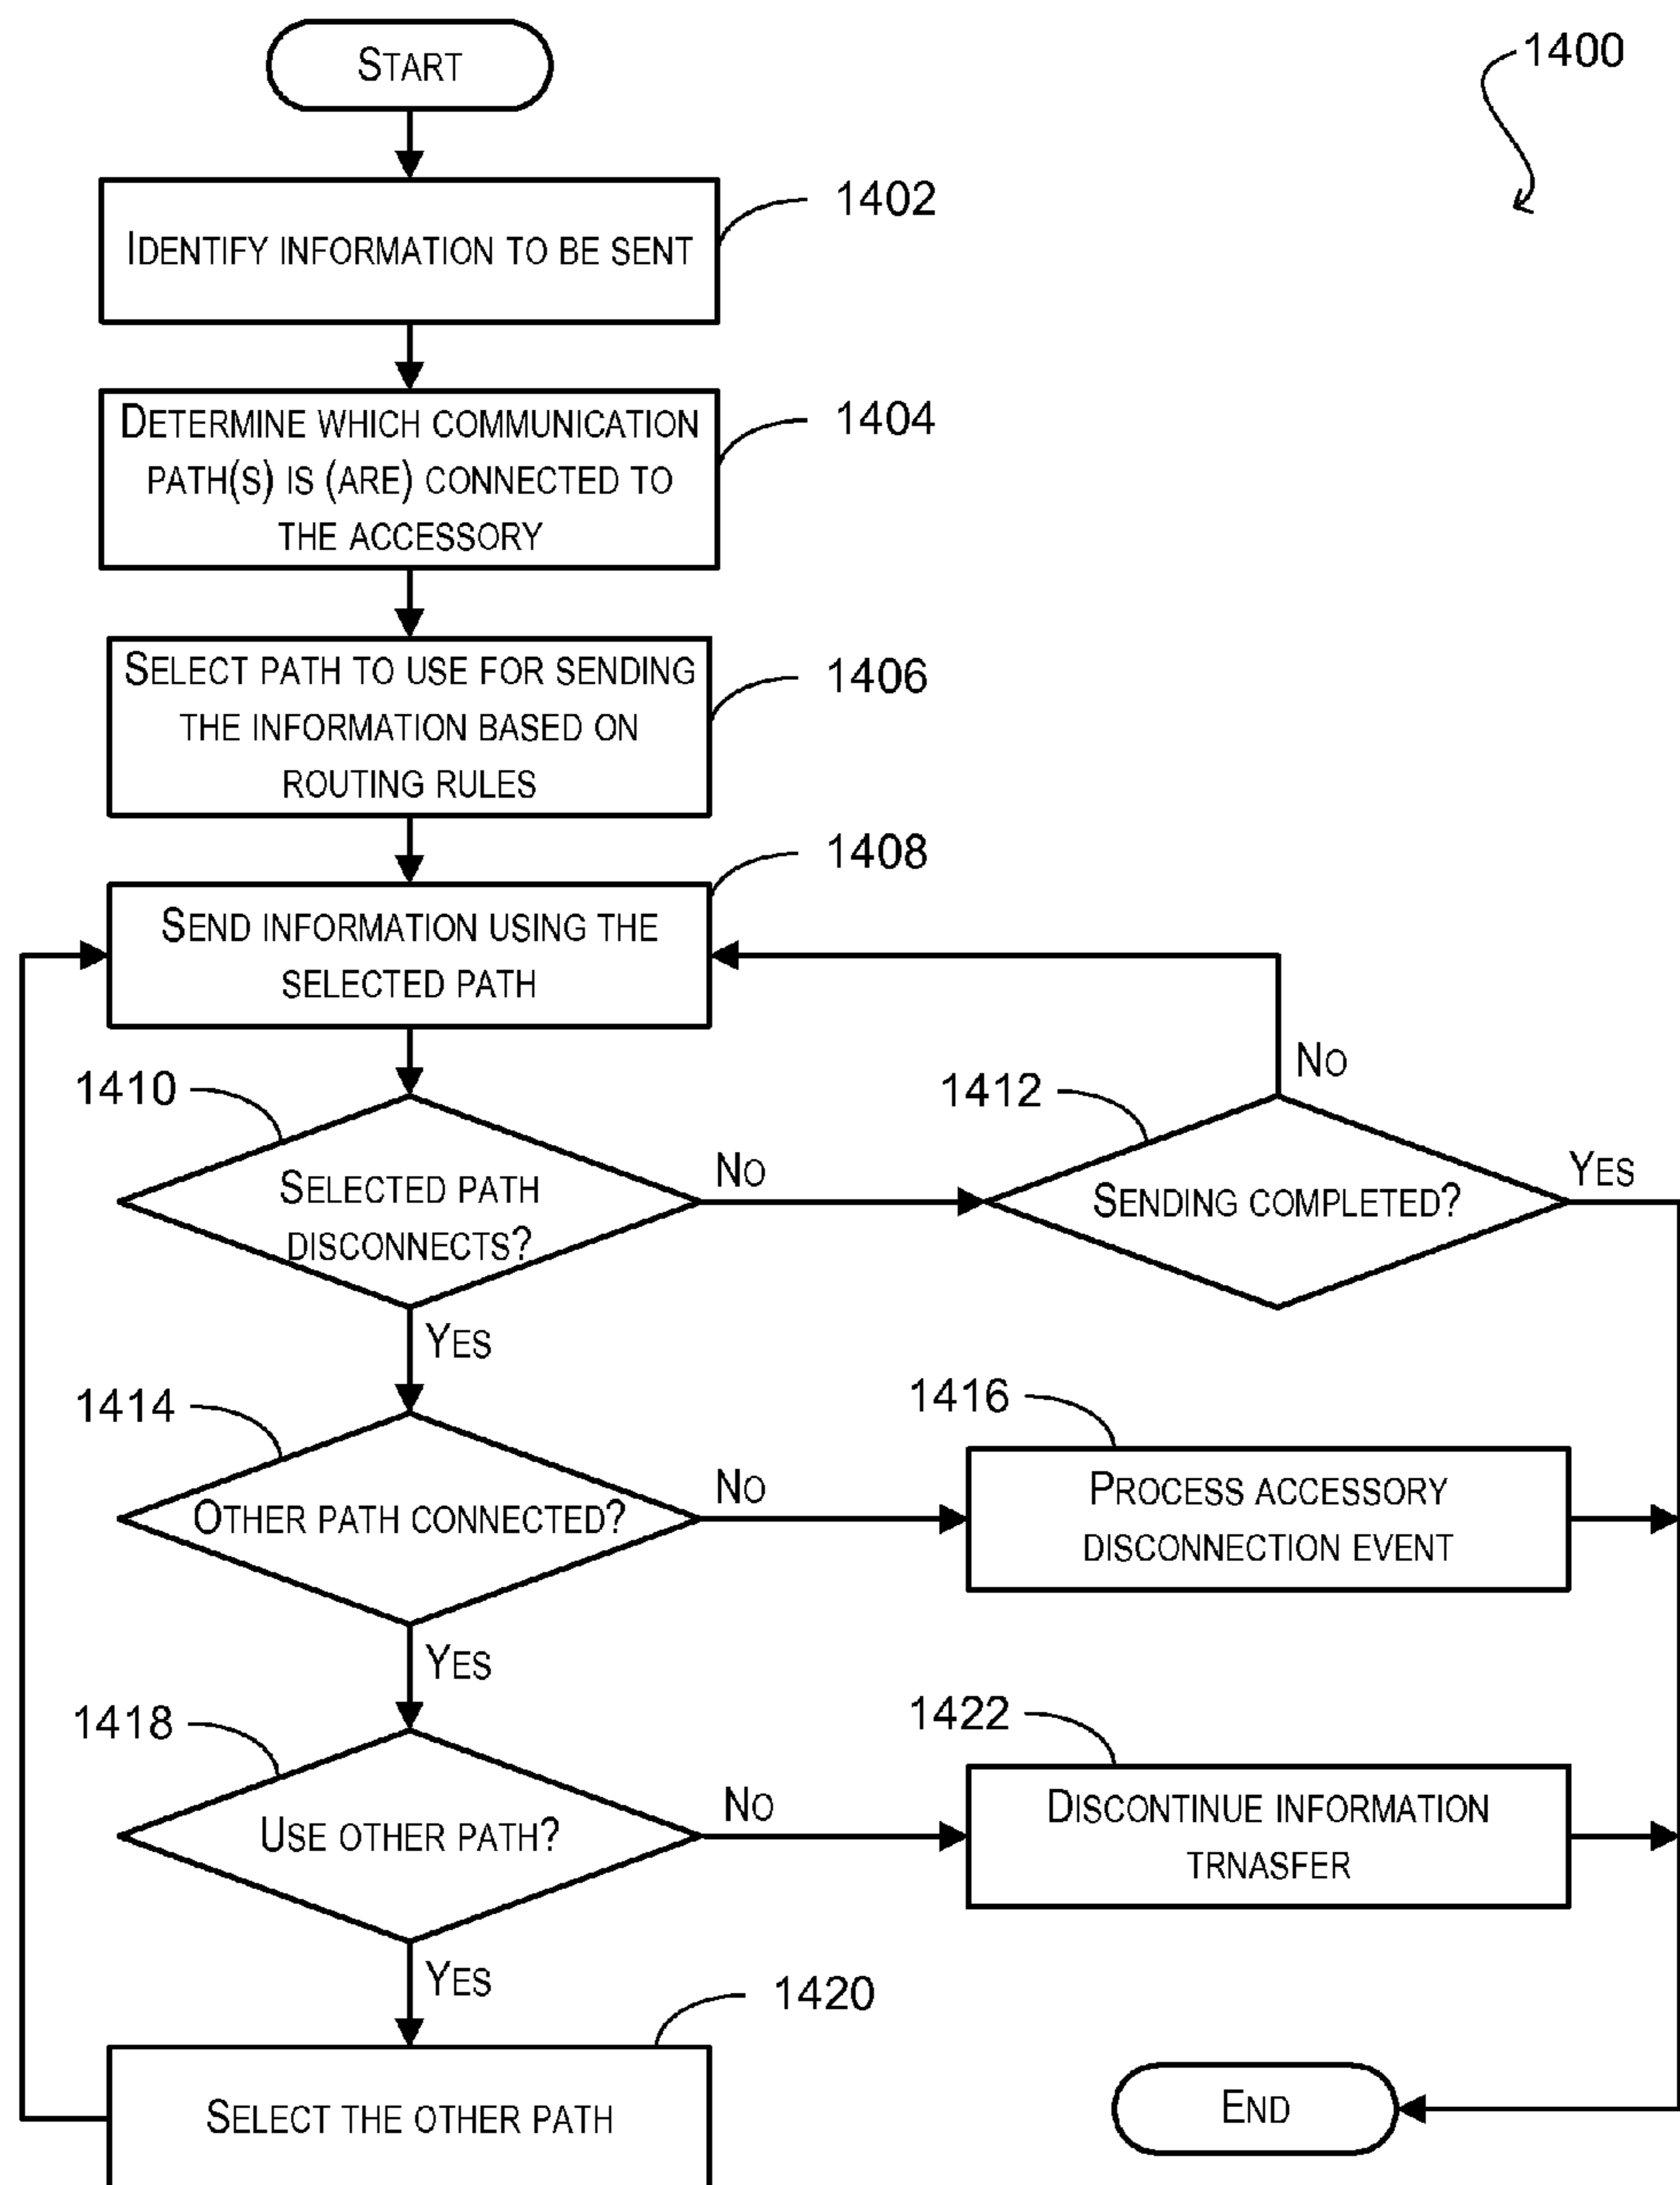 START
1400
1402
IDENTIFY INFORMATION TO BE SENT
1404
DETERMINE WHICH COMMUNICATION
PATH(S) IS (ARE) CONNECTED TO
THE ACCESSORY
1406
SELECT PATH TO USE FOR SENDING
THE INFORMATION BASED ON
ROUTING RULES
1408
SEND INFORMATION USING THE
SELECTED PATH
1410
SELECTED PATH
DISCONNECTS?
NO
1412
SENDING COMPLETED?
NO
YES
YES
1414
OTHER PATH CONNECTED?
NO
1416
PROCESS ACCESSORY
DISCONNECTION EVENT
YES
1418
USE OTHER PATH?
NO
1422
DISCONTINUE INFORMATION
TRNASFER
YES
1420
SELECT THE OTHER PATH
END